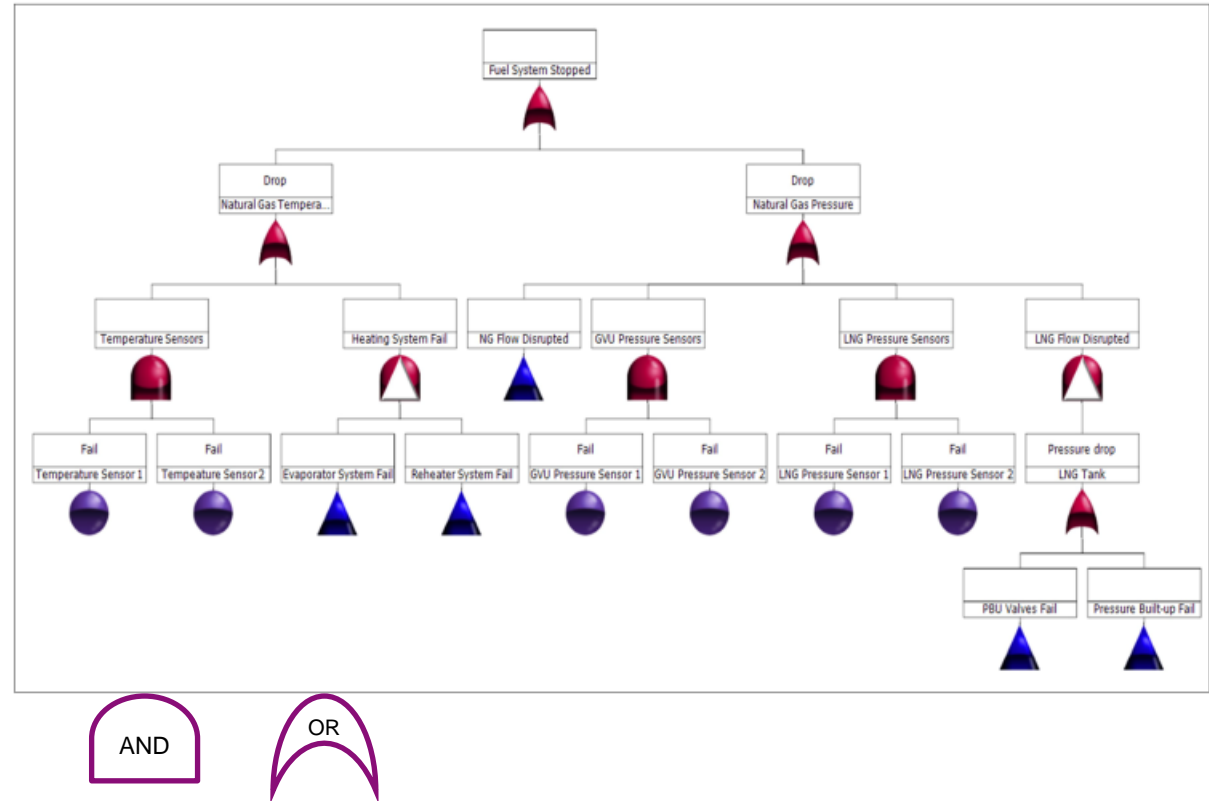 Fuel System Stopped
Drop
Natural Gas Tempera...
Drop
Natural Gas Pressure
Temperature Sensors
Heating System Fail
NG Flow Disrupted
GVU Pressure Sensors
LNG Pressure Sensors
LNG Flow Disrupted
Fail
Temperature Sensor 1
Fail
Tempeature Sensor 2
Evaporator System Fail
Reheater System Fail
Fail
GVU Pressure Sensor 1
Fail
GVU Pressure Sensor 2
Fail
LNG Pressure Sensor 1
Fail
LNG Pressure Sensor 2
Pressure drop
LNG Tank
PBU Valves Fail
Pressure Built-up Fail
AND
OR